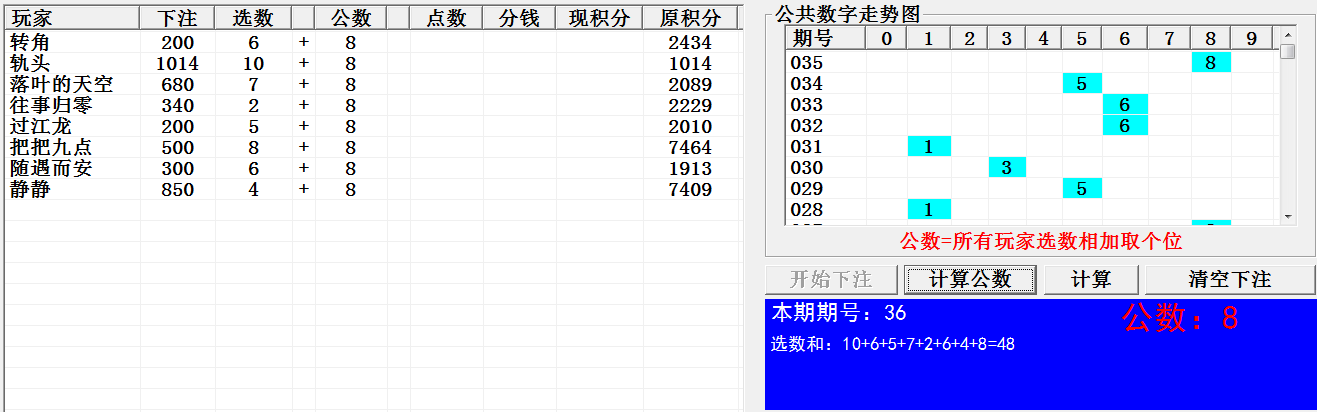 玩家 下注 选数 公数 点数 分钱 现积分 原积分
转角 200 6 + 8 2434
轨头 1014 10 + 8 1014
落叶的天空 680 7 + 8 2089
往事归零 340 2 + 8 2229
过江龙 200 5 + 8 2010
把把九点 500 8 + 8 7464
随遇而安 300 6 + 8 1913
静静 850 4 + 8 7409
公共数字走势图
期号 0 1 2 3 4 5 6 7 8 9
035 8
034 5
033 6
032 6
031 1
030 3
029 5
028 1
公数=所有玩家选数相加取个位
开始下注 计算公数 计算 清空下注
本期期号：36 公数：8
选数和：10+6+5+7+2+6+4+8=48